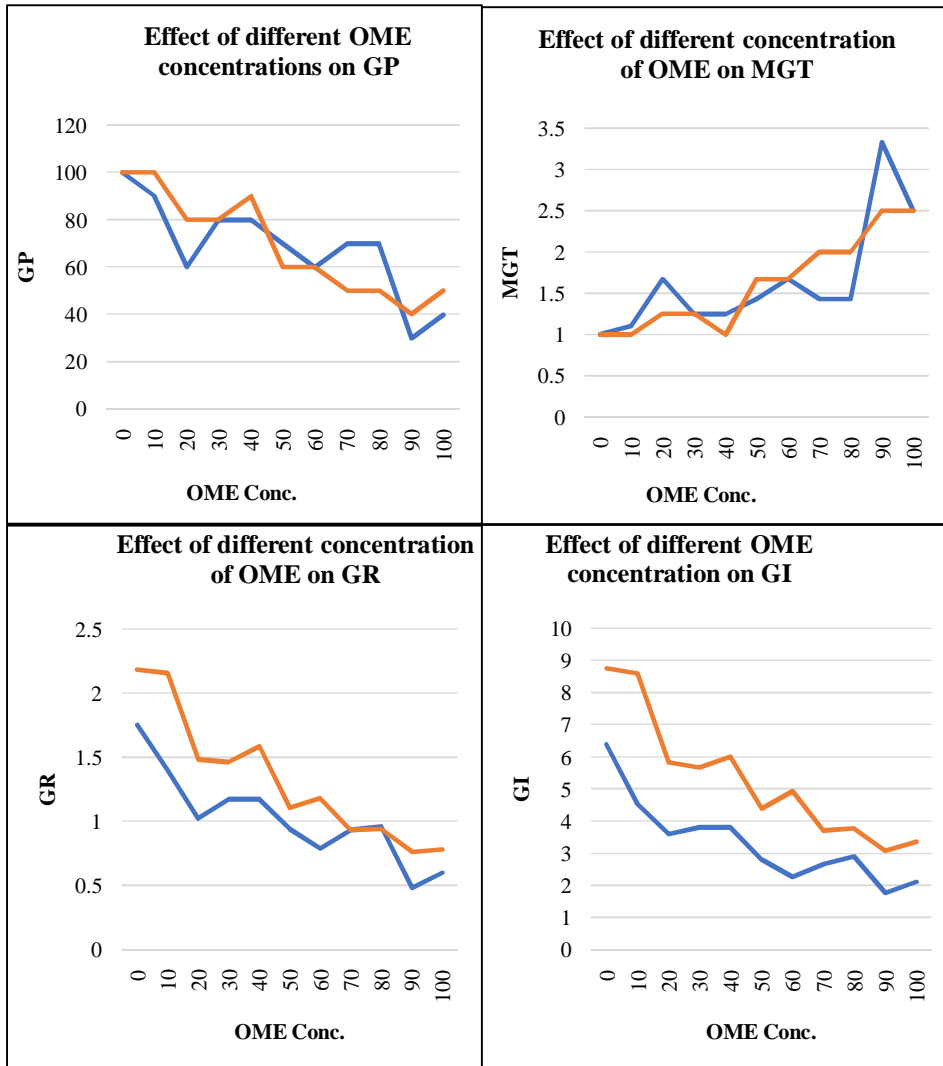 Effect of different OME
concentrations on GP
120
100
80
60
40
20
0
GP
0 10 20 30 40 50 60 70 80 90 100
OME Conc.
Effect of different concentration
of OME on MGT
3.5
3
2.5
2
1.5
1
0.5
0
MGT
0 10 20 30 40 50 60 70 80 90 100
OME Conc.
Effect of different concentration
of OME on GR
2.5
2
1.5
1
0.5
0
GR
0 10 20 30 40 50 60 70 80 90 100
OME Conc.
Effect of different OME
concentration on GI
10
9
8
7
6
5
4
3
2
1
0
GI
0 10 20 30 40 50 60 70 80 90 100
OME Conc.